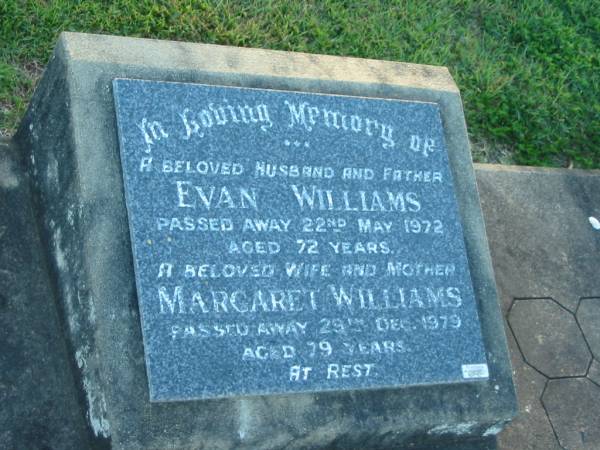 In Loving Memory of
A BELOVED HUSBAND AND FATHER
EVAN WILLIAMS
PASSED AWAY 22ND MAY 1972
AGED 72 YEARS.
A BELOVED WIFE AND MOTHER
MARGARET WILLIAMS
PASSED AWAY 29TH DEC. 1979
AGED 79 YEARS.
AT REST.